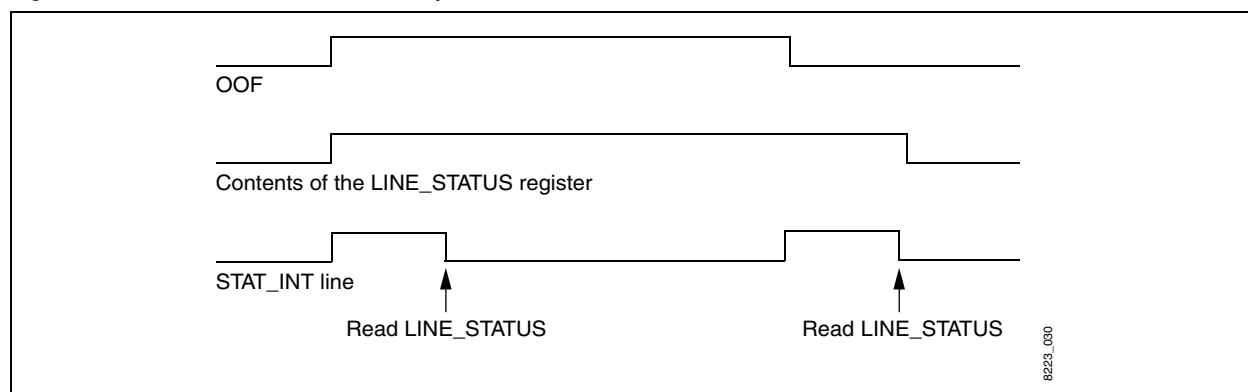 OOF
Contents of the LINE_STATUS register
STAT_INT line
Read LINE_STATUS
Read LINE_STATUS
8223_030